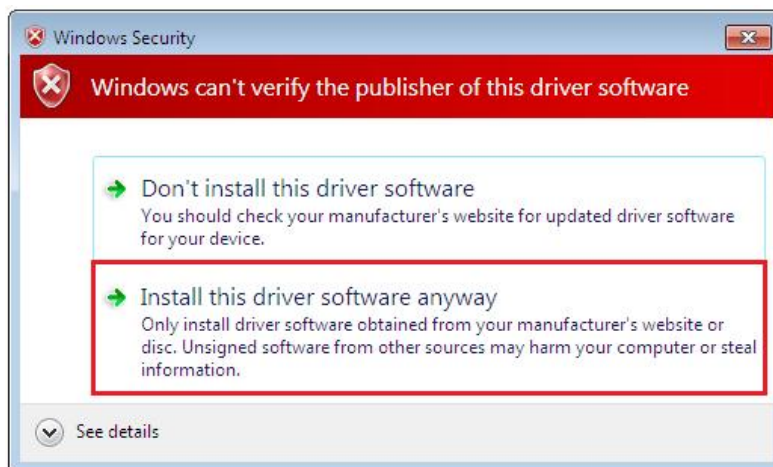 Windows Security
Windows can't verify the publisher of this driver software
Don't install this driver software
You should check your manufacturer's website for updated driver software
for your device.
Install this driver software anyway
Only install driver software obtained from your manufacturer's website or
disc. Unsigned software from other sources may harm your computer or steal
information.
See details